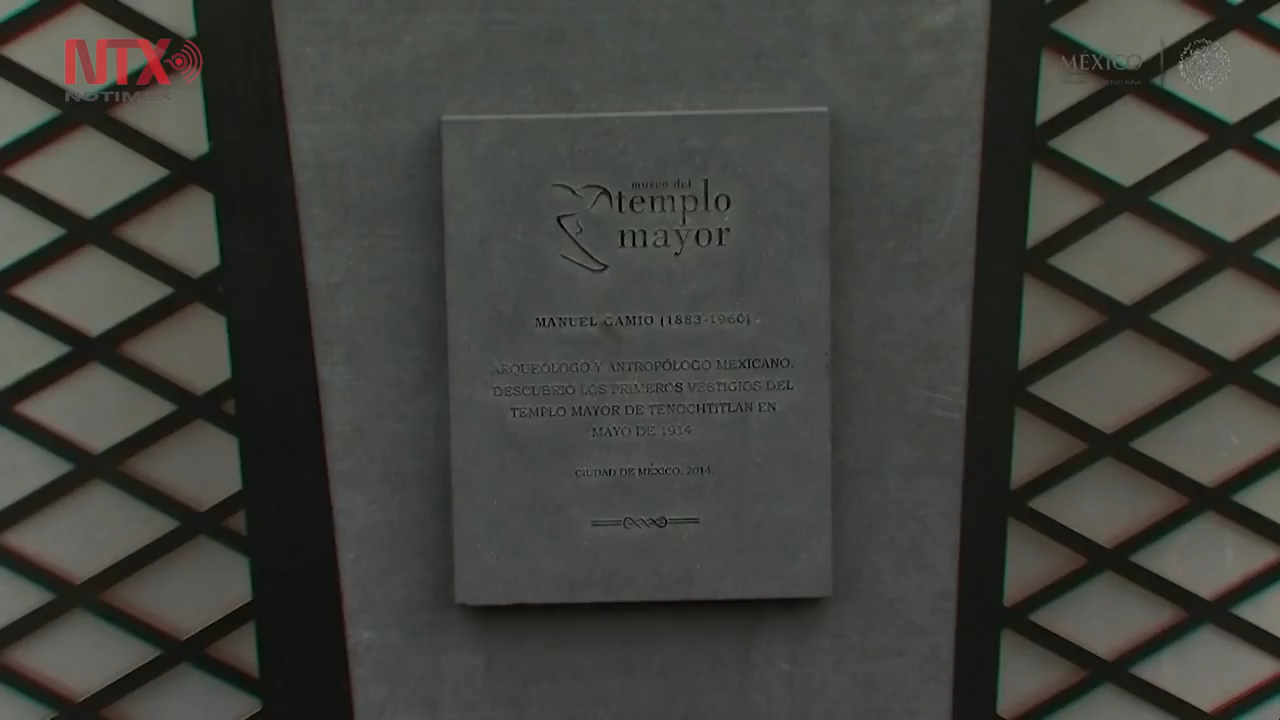 NTX
NOTIMEX
MÉXICO
museo del
templo
mayor
MANUEL GAMIO (1883-1960)
ARQUEÓLOGO Y ANTROPÓLOGO MEXICANO.
DESCUBRIÓ LOS PRIMEROS VESTIGIOS DEL
TEMPLO MAYOR DE TENOCHTITLAN EN
MAYO DE 1914
CIUDAD DE MÉXICO, 2014.